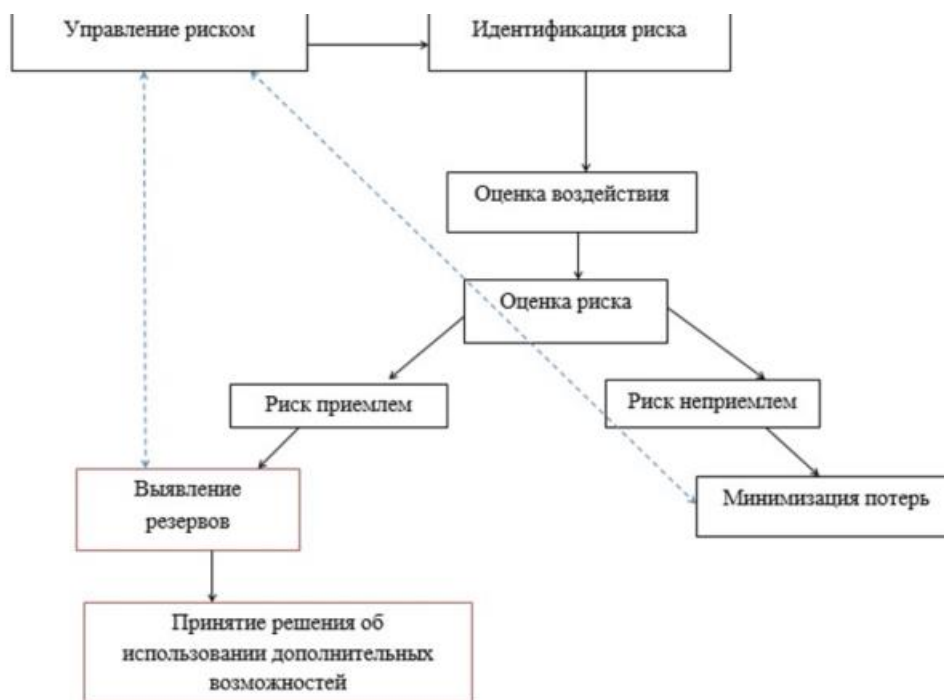 Управление риском
Идентификация риска
Оценка воздействия
Оценка риска
Риск приемлем
Риск неприемлем
Выявление
резервов
Минимизация потерь
Принятие решения об
использовании дополнительных
возможностей